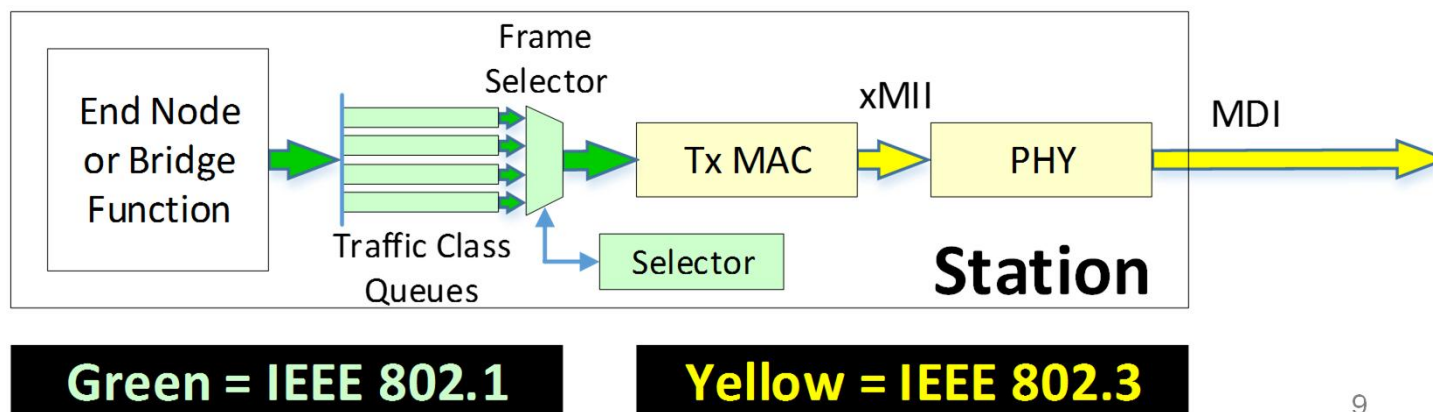 End Node
or Bridge
Function
Frame
Selector
Traffic Class
Queues
Selector
Tx MAC
xMII
PHY
MDI
Station
Green = IEEE 802.1
Yellow = IEEE 802.3
9